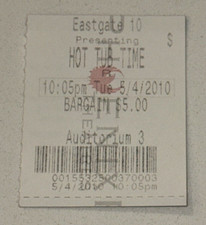 Eastgate 10
Presenting
$
HOT TUB TIME
R
10:05pm Tue 5/4/2010
BARGAIN $5.00
Auditorium 3
5/4/2010 10:05pm